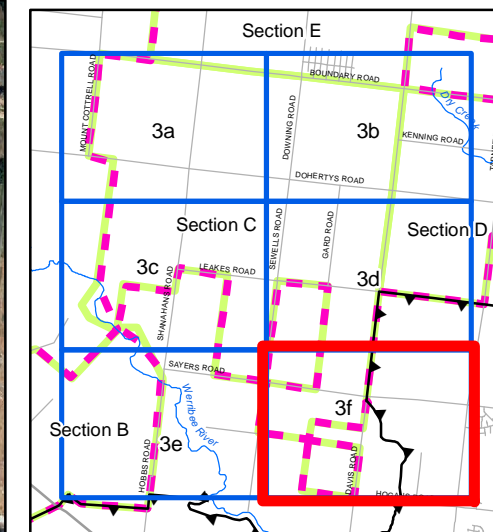 Section E
BOUNDARY ROAD
MOUNT COTTRELL ROAD
Dry Creek
3a
3b
DOWNING ROAD
KENNING ROAD
DOHERTYS ROAD
Section C
Section D
SEWELLS ROAD
GARD ROAD
3c
LEAKES ROAD
3d
SHANAHANS ROAD
SAYERS ROAD
Werribee River
3f
Section B
3e
HOBBS ROAD
DAVIS ROAD